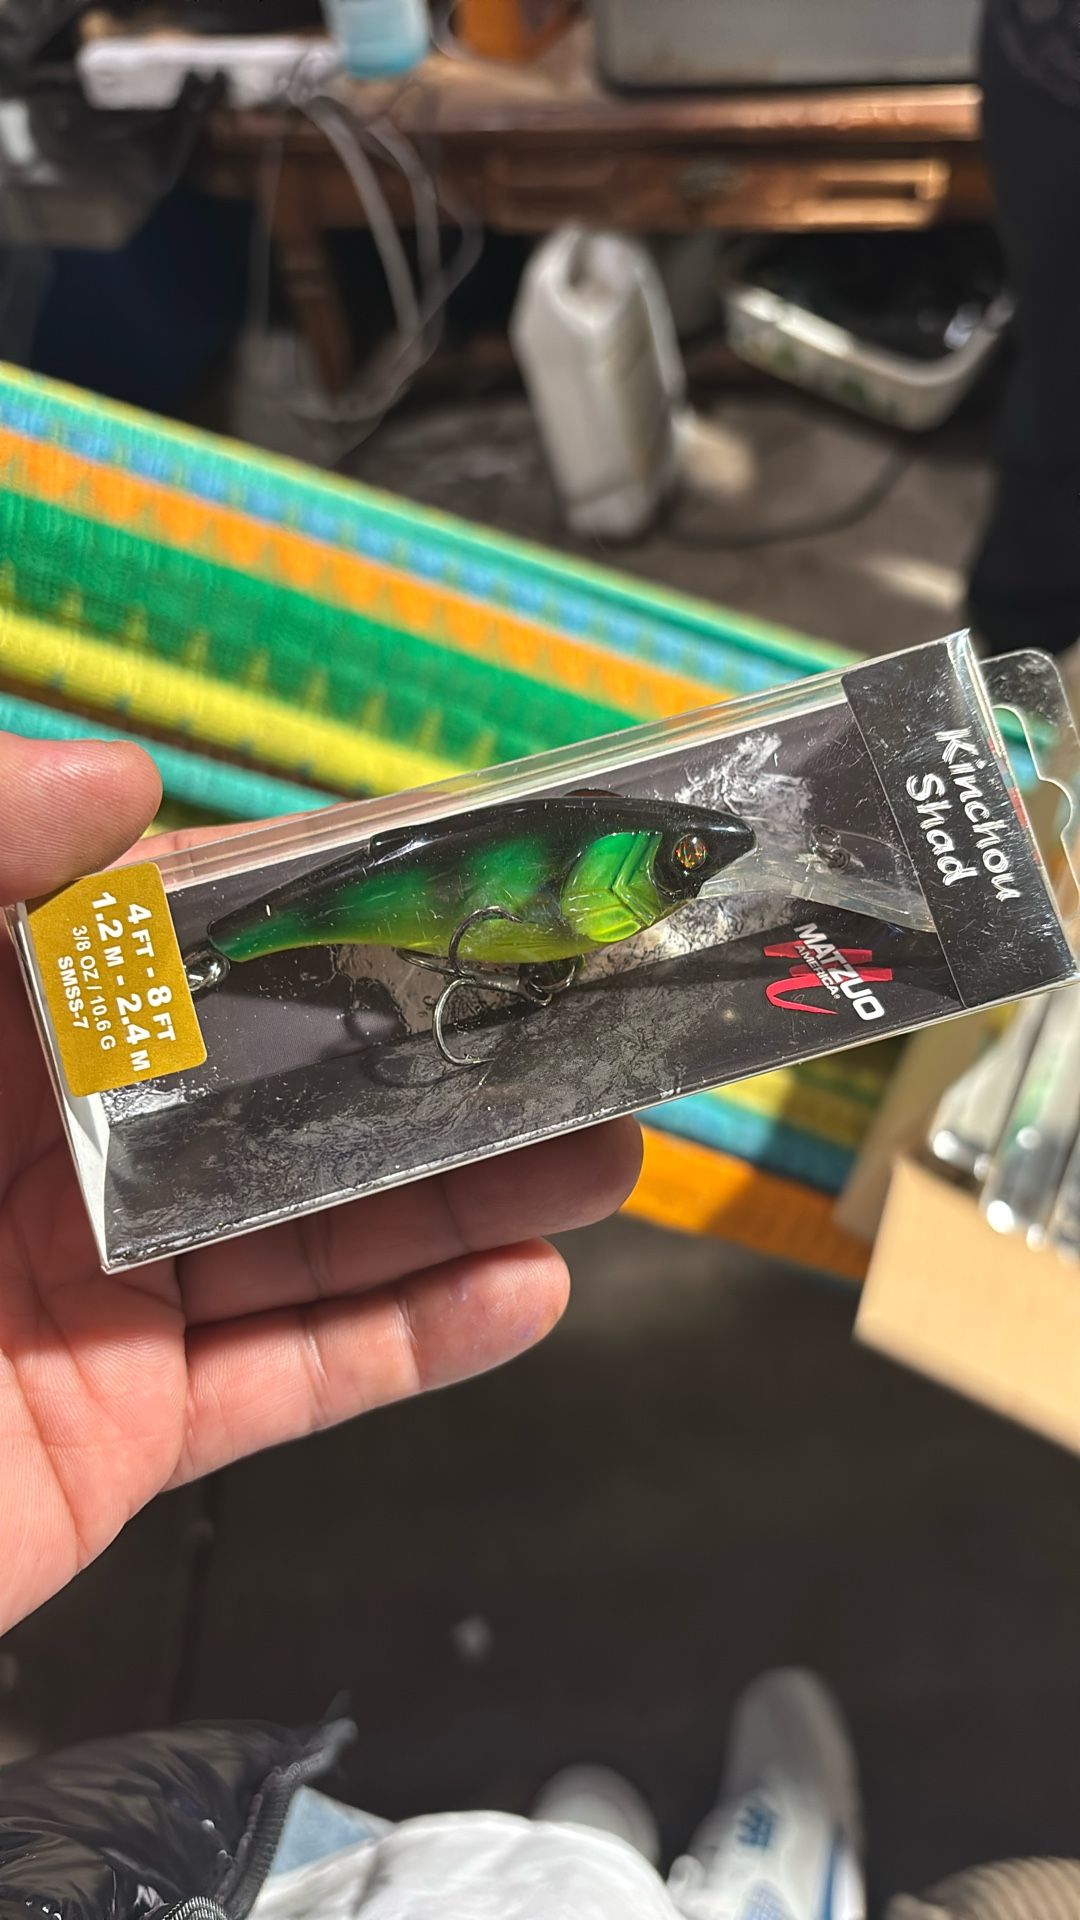 Kinchou
Shad
MATZUO
AMERICA®
4 FT - 8 FT
1.2 M - 2.4 M
3/8 OZ / 10.6 G
SMSS-7